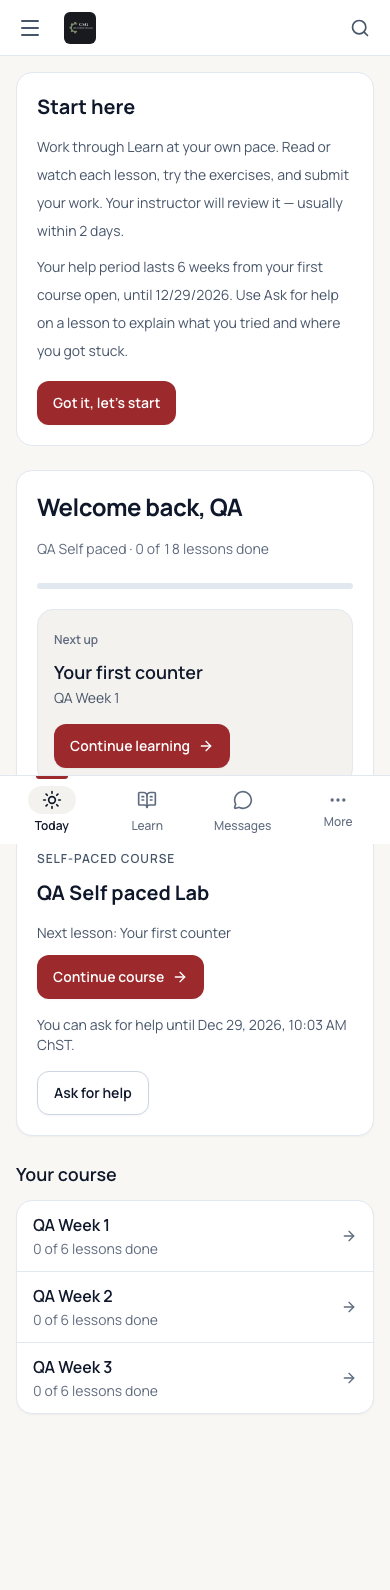 Start here
Work through Learn at your own pace. Read or
watch each lesson, try the exercises, and submit
your work. Your instructor will review it — usually
within 2 days.
Your help period lasts 6 weeks from your first
course open, until 12/29/2026. Use Ask for help
on a lesson to explain what you tried and where
you got stuck.
Got it, let's start
Welcome back, QA
QA Self paced · 0 of 18 lessons done
Next up
Your first counter
QA Week 1
Continue learning
Today
Learn
Messages
More
SELF-PACED COURSE
QA Self paced Lab
Next lesson: Your first counter
Continue course
You can ask for help until Dec 29, 2026, 10:03 AM
ChST.
Ask for help
Your course
QA Week 1
0 of 6 lessons done
QA Week 2
0 of 6 lessons done
QA Week 3
0 of 6 lessons done